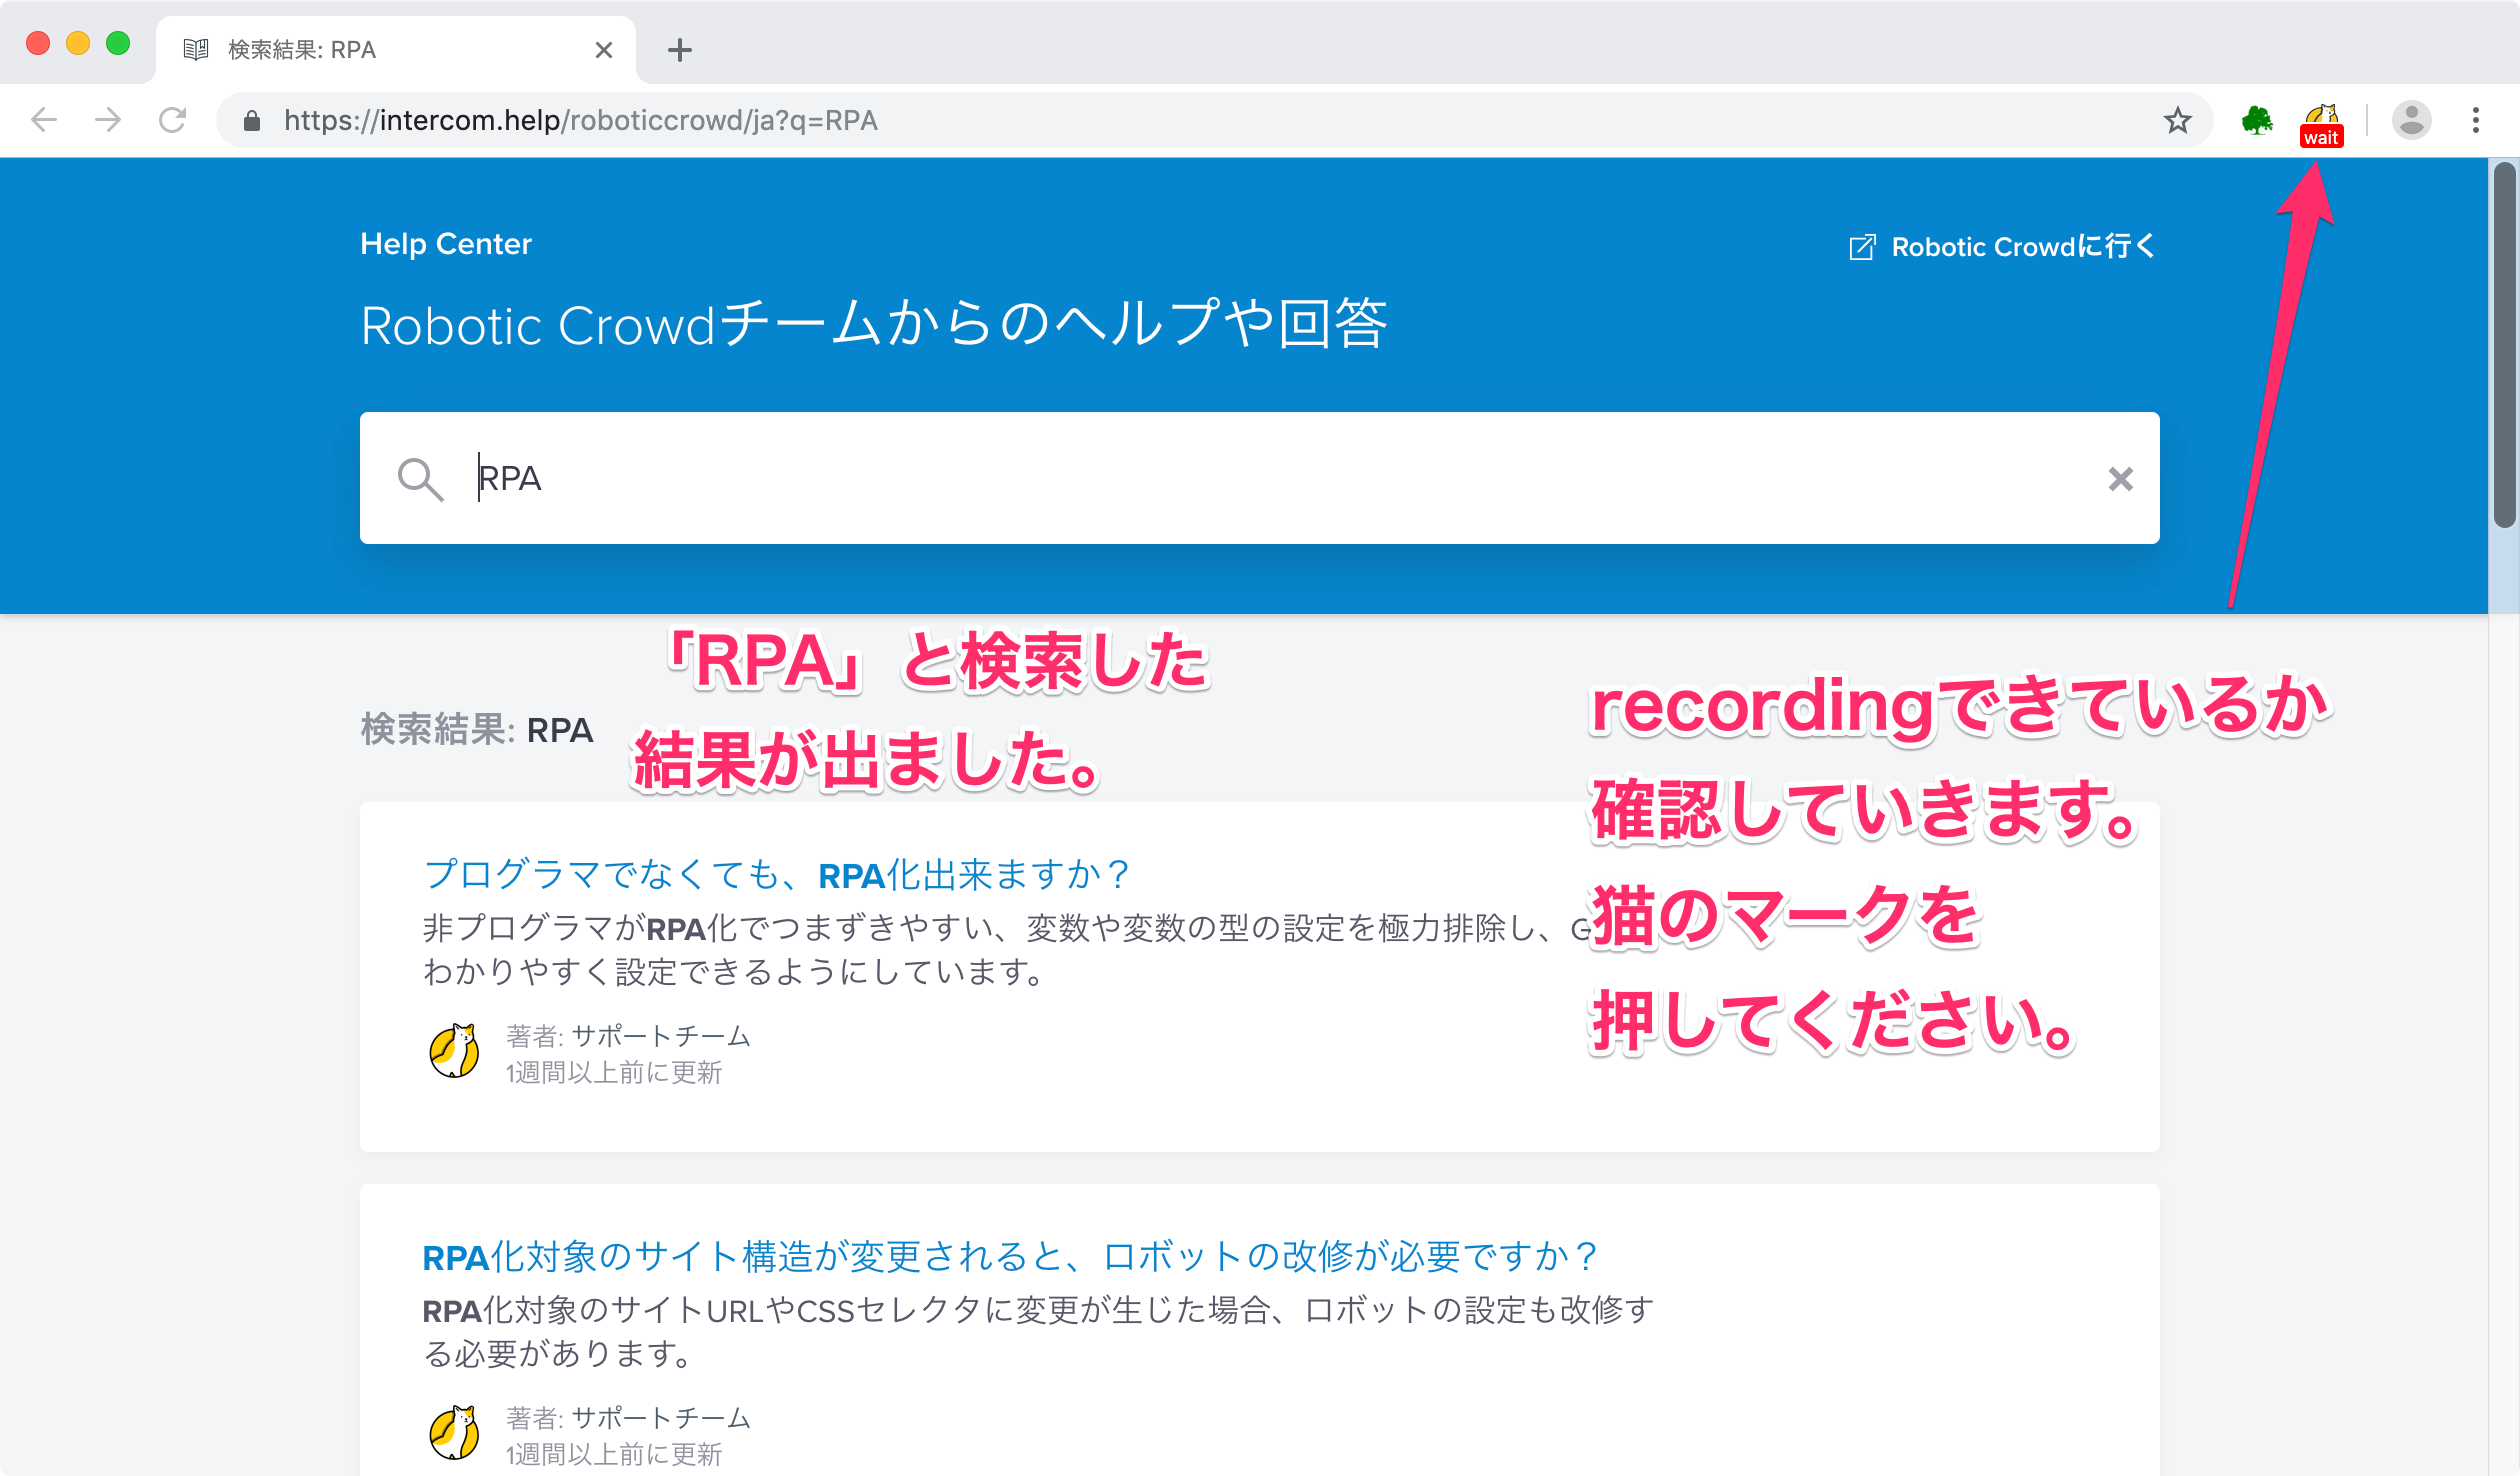 検索結果: RPA
https://intercom.help/roboticcrowd/ja?q=RPA
wait
Help Center
Robotic Crowdに行く
Robotic Crowdチームからのヘルプや回答
RPA
「RPA」と検索した
結果が出ました。
検索結果: RPA
recordingできているか
確認していきます。
猫のマークを
押してください。
プログラマでなくても、RPA化出来ますか？
非プログラマがRPA化でつまずきやすい、変数や変数の型の設定を極力排除し、G
わかりやすく設定できるようにしています。
著者: サポートチーム
1週間以上前に更新
RPA化対象のサイト構造が変更されると、ロボットの改修が必要ですか？
RPA化対象のサイトURLやCSSセレクタに変更が生じた場合、ロボットの設定も改修す
る必要があります。
著者: サポートチーム
1週間以上前に更新